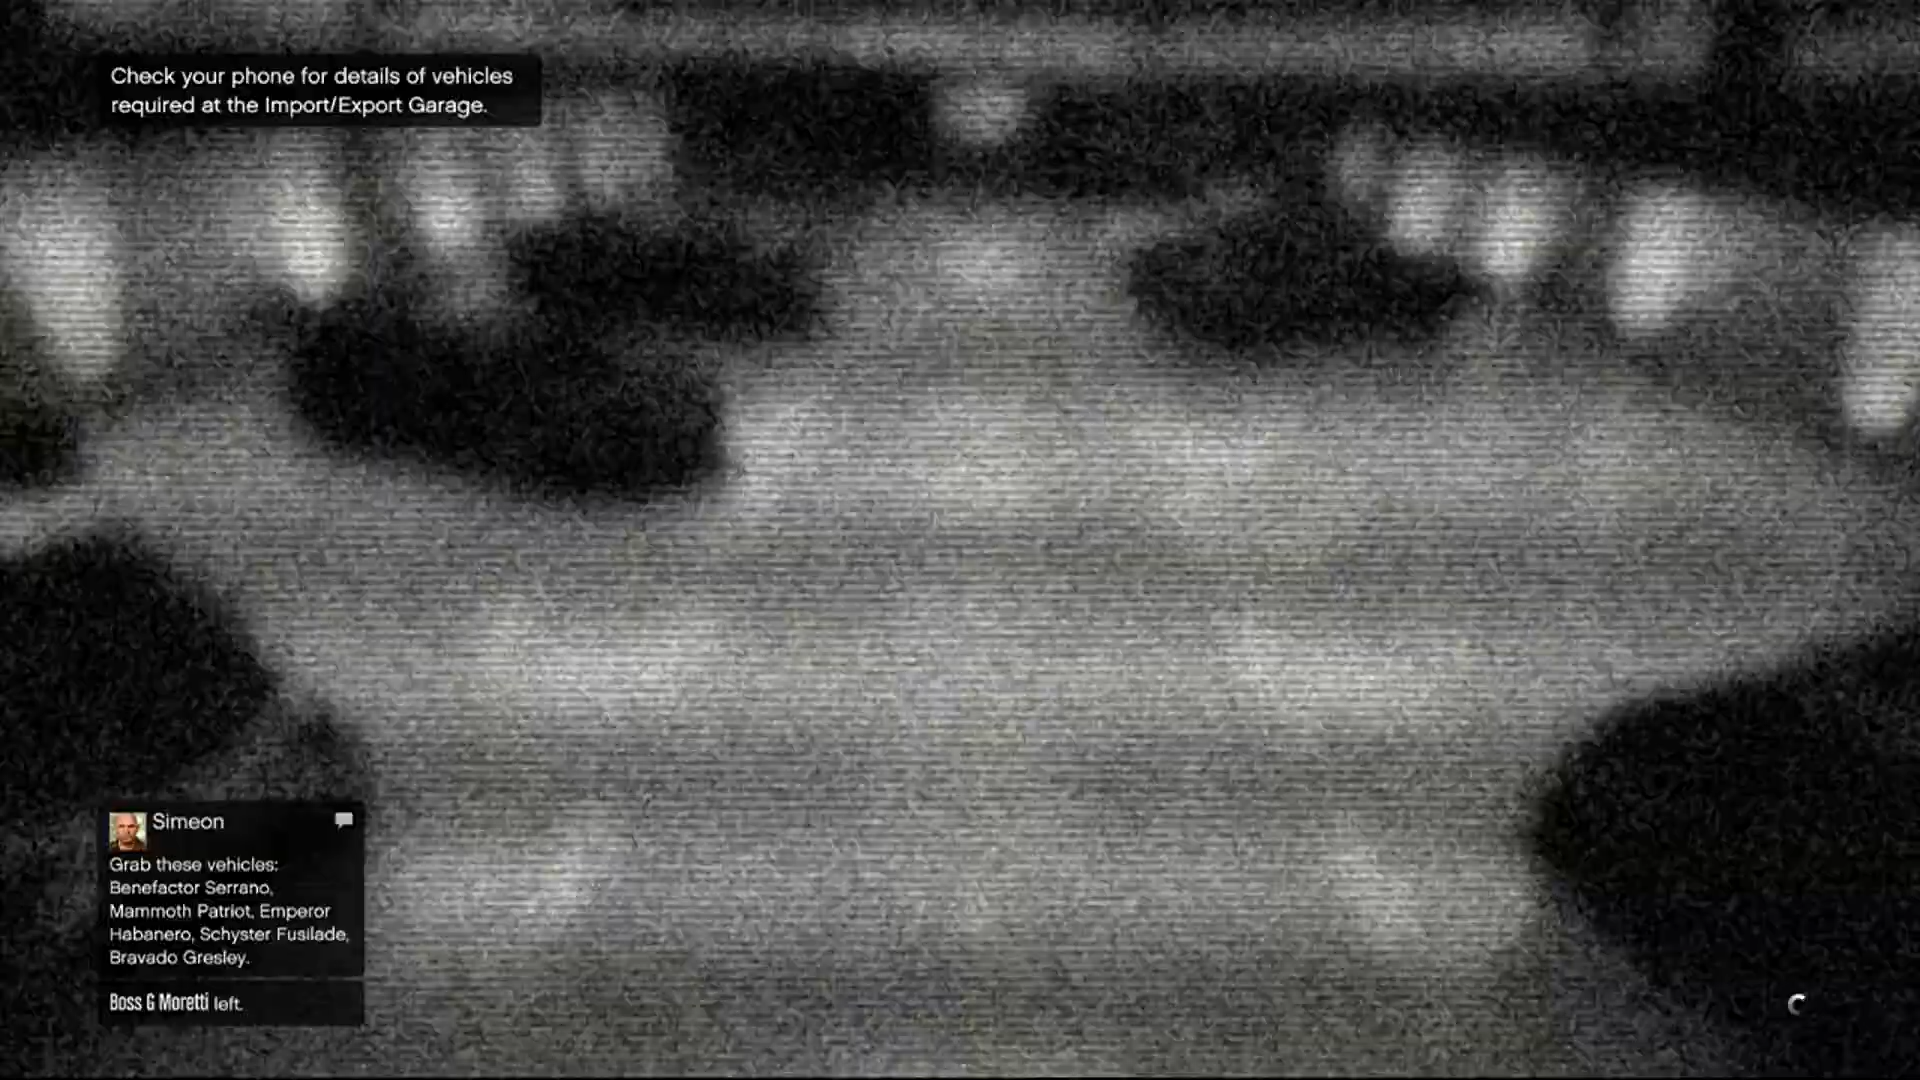 Check your phone for details of vehicles
required at the Import/Export Garage.
Simeon
Grab these vehicles:
Benefactor Serrano,
Mammoth Patriot, Emperor
Habanero, Schyster Fusilade,
Bravado Gresley.
Boss G Moretti left.